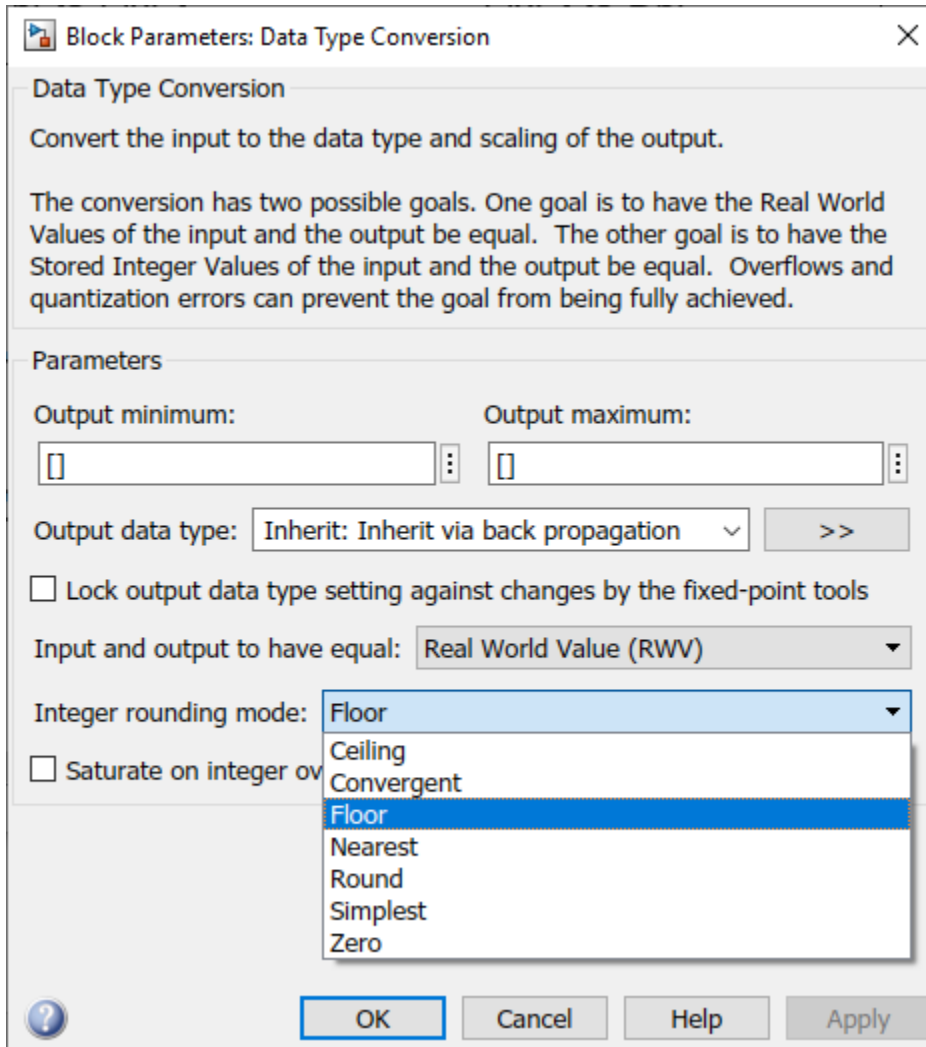 Block Parameters: Data Type Conversion
Data Type Conversion
Convert the input to the data type and scaling of the output.
The conversion has two possible goals. One goal is to have the Real World
Values of the input and the output be equal.  The other goal is to have the
Stored Integer Values of the input and the output be equal.  Overflows and
quantization errors can prevent the goal from being fully achieved.
Parameters
Output minimum: Output maximum:
[] []
Output data type: Inherit: Inherit via back propagation >>
Lock output data type setting against changes by the fixed-point tools
Input and output to have equal: Real World Value (RWV)
Integer rounding mode: Floor
Ceiling
Saturate on integer ov
Convergent
Floor
Nearest
Round
Simplest
Zero
OK Cancel Help Apply